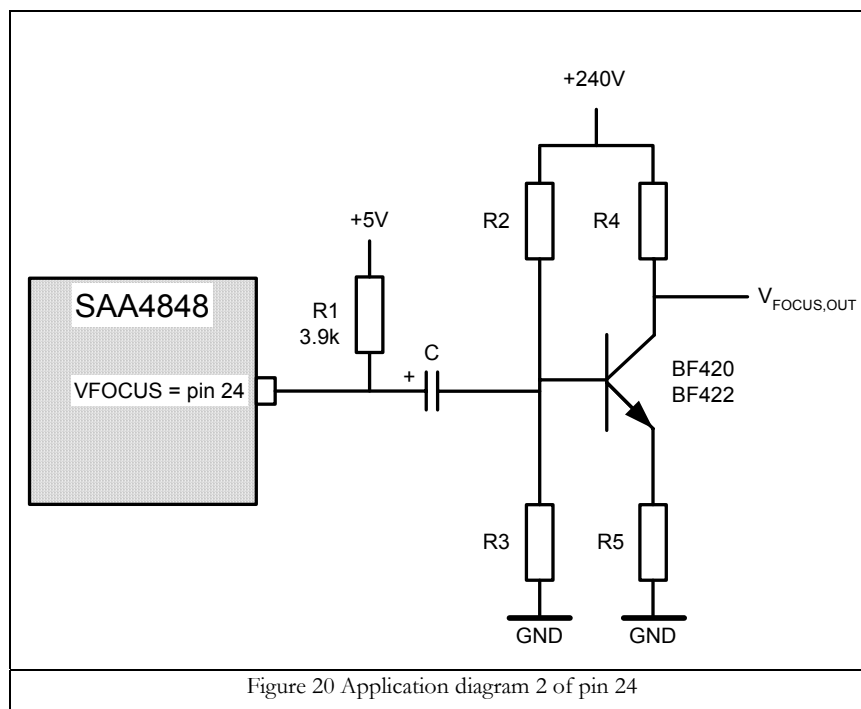 +240V
R2
R4
+5V
SAA4848
R1
3.9k
V_FOCUS,OUT
C
+
BF420
BF422
VFOCUS = pin 24
R3
R5
GND
GND
Figure 20 Application diagram 2 of pin 24